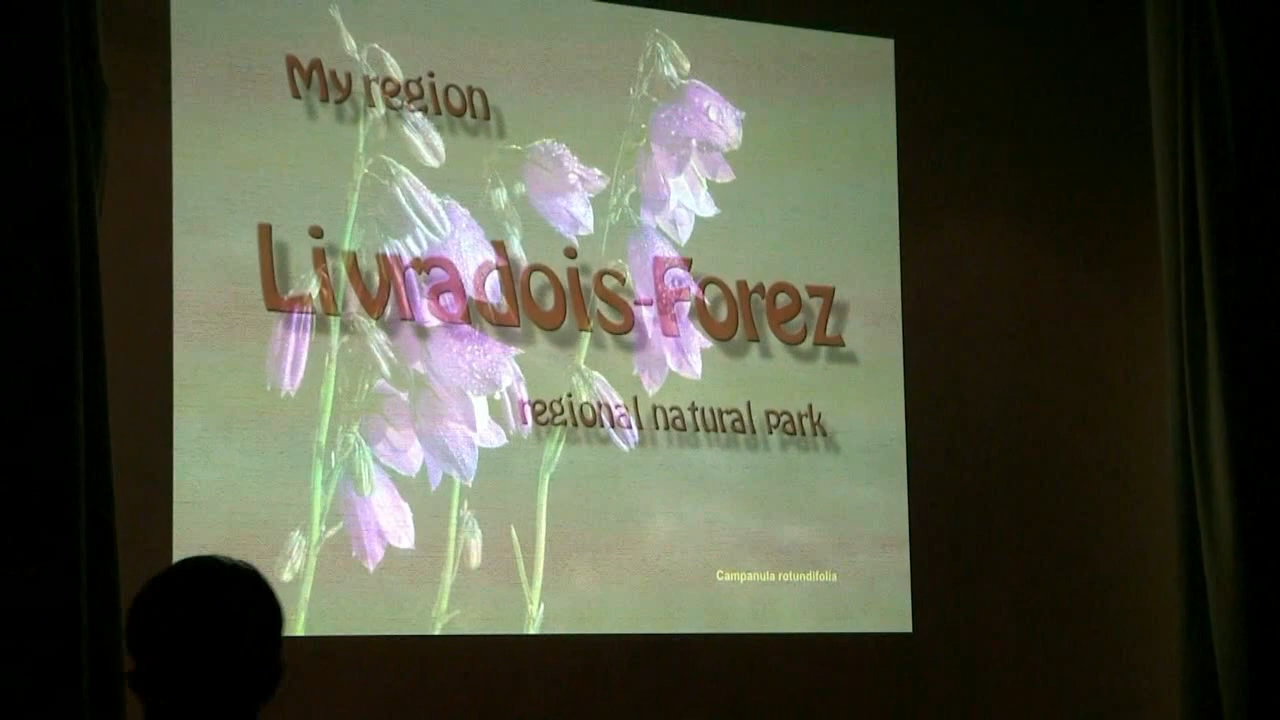 My region
Livradois-Forez
regional natural park
Campanula rotundifolia